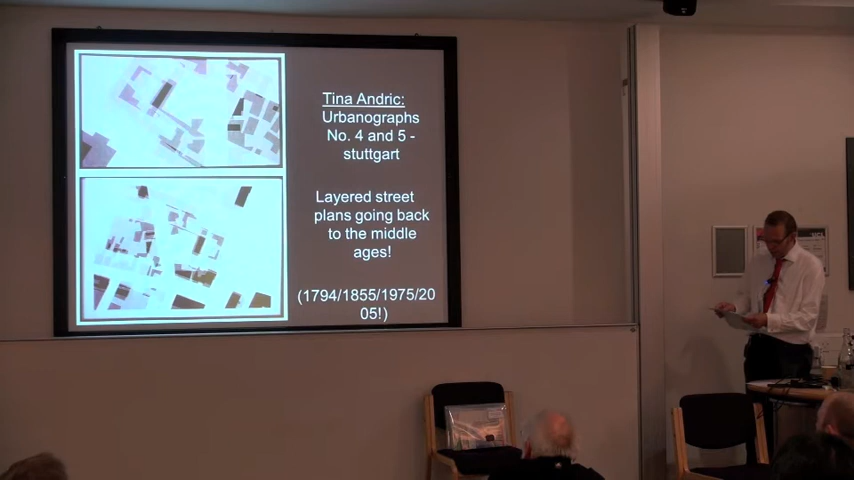 Tina Andric:
Urbanographs
No. 4 and 5 -
stuttgart
Layered street
plans going back
to the middle
ages!
(1794/1855/1975/20
05!)